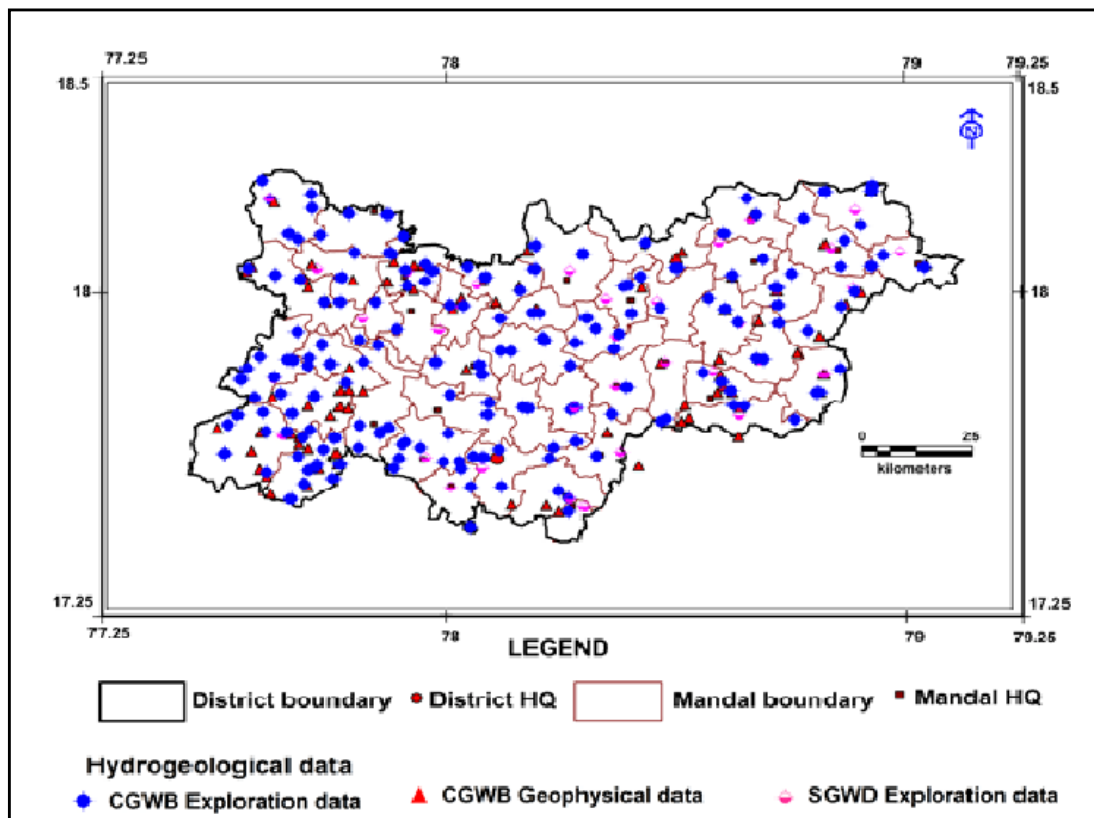 77.25 78 79 79.25
18.5 18.5
N
18 18
0 25
kilometers
17.25 17.25
77.25 78 79 79.25
LEGEND
District boundary District HQ Mandal boundary Mandal HQ
Hydrogeological data
CGWB Exploration data CGWB Geophysical data SGWD Exploration data